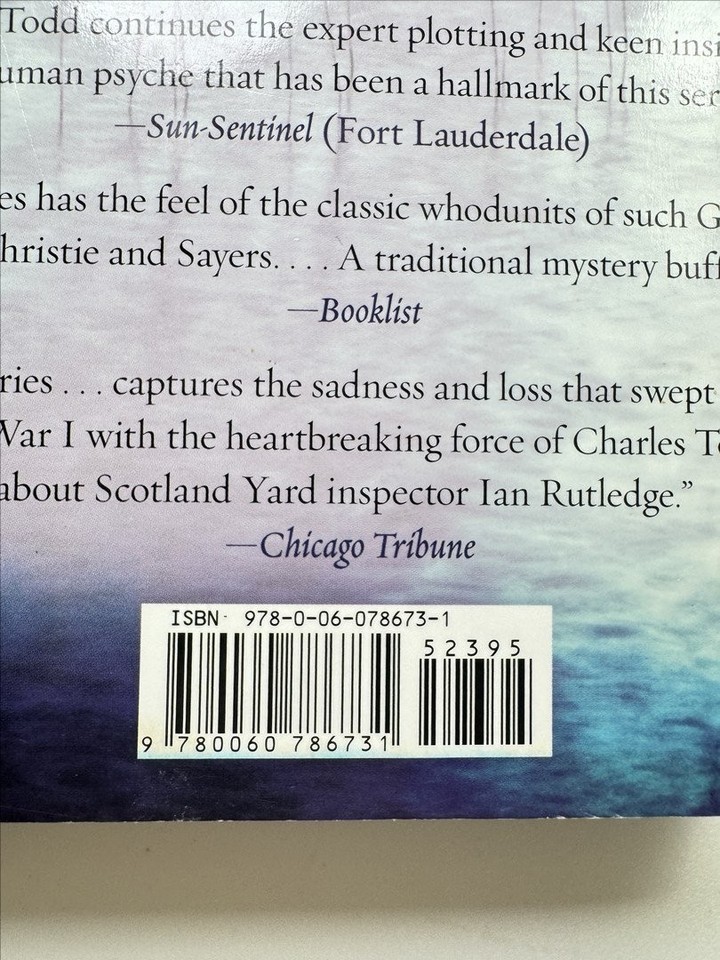 Todd continues the expert plotting and keen insi
uman psyche that has been a hallmark of this ser
—Sun-Sentinel (Fort Lauderdale)
es has the feel of the classic whodunits of such G
hristie and Sayers. . . . A traditional mystery buff
—Booklist
ries . . . captures the sadness and loss that swept
War I with the heartbreaking force of Charles To
about Scotland Yard inspector Ian Rutledge.”
—Chicago Tribune
ISBN 978-0-06-078673-1
52395
9 780060 786731